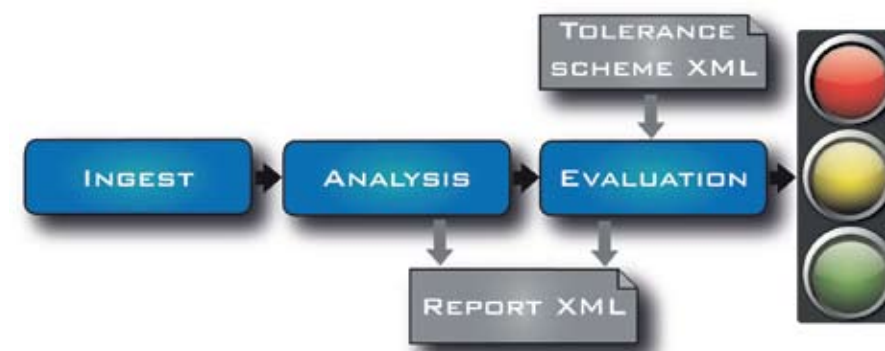 TOLERANCE
SCHEME XML
INGEST
ANALYSIS
EVALUATION
REPORT XML